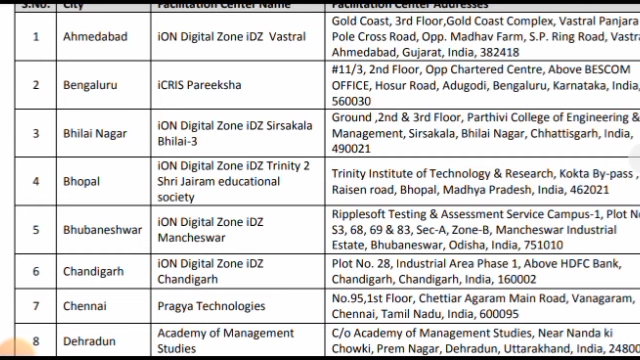 S.No. City Facilitation Center Name Facilitation Center Addresses
1 Ahmedabad iON Digital Zone iDZ Vastral
Gold Coast, 3rd Floor,Gold Coast Complex, Vastral Panjara
Pole Cross Road, Opp. Madhav Farm, S.P. Ring Road, Vastra
Ahmedabad, Gujarat, India, 382418
2 Bengaluru iCRIS Pareeksha
#11/3, 2nd Floor, Opp Chartered Centre, Above BESCOM
OFFICE, Hosur Road, Adugodi, Bengaluru, Karnataka, India,
560030
3 Bhilai Nagar
iON Digital Zone iDZ Sirsakala
Bhilai-3
Ground ,2nd & 3rd Floor, Parthivi College of Engineering &
Management, Sirsakala, Bhilai Nagar, Chhattisgarh, India,
490021
4 Bhopal
iON Digital Zone iDZ Trinity 2
Shri Jairam educational
society
Trinity Institute of Technology & Research, Kokta By-pass ,
Raisen road, Bhopal, Madhya Pradesh, India, 462021
5 Bhubaneshwar
iON Digital Zone iDZ
Mancheswar
Ripplesoft Testing & Assessment Service Campus-1, Plot N
S3, 68, 69 & 83, Sec-A, Zone-B, Mancheswar Industrial
Estate, Bhubaneswar, Odisha, India, 751010
6 Chandigarh
iON Digital Zone iDZ
Chandigarh
Plot No. 28, Industrial Area Phase 1, Above HDFC Bank,
Chandigarh, Chandigarh, India, 160002
7 Chennai Pragya Technologies
No.95,1st Floor, Chettiar Agaram Main Road, Vanagaram,
Chennai, Tamil Nadu, India, 600095
8 Dehradun
Academy of Management
Studies
C/o Academy of Management Studies, Near Nanda ki
Chowki, Prem Nagar, Dehradun, Uttarakhand, India, 24800